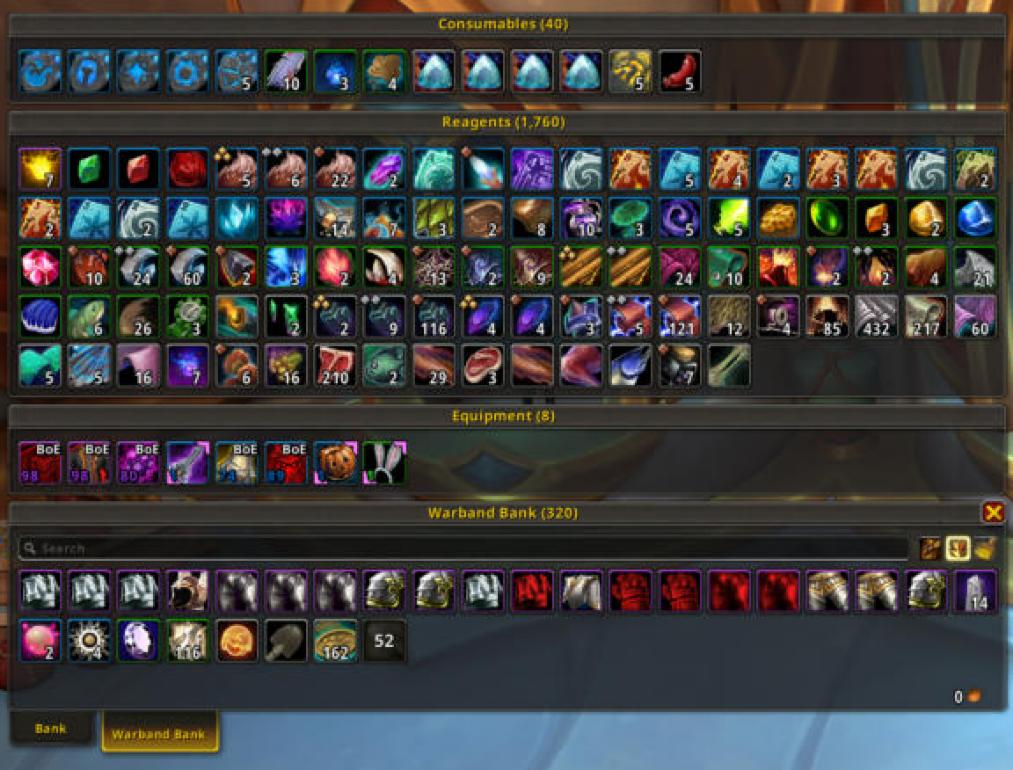 Consumables (40)
5 10 3 4 5 5
Reagents (1,760)
7 5 6 22 2 5 4 2 3 2
2 2 14 7 3 2 8 10 3 5 5 3 2
10 24 60 2 3 2 4 13 2 9 24 10 2 2 4 21
6 26 3 2 2 9 116 4 4 3 5 121 12 4 85 432 217 60
5 5 16 7 6 16 210 2 29 3 7
Equipment (8)
BoE BoE BoE BoE BoE
98 98 80
Warband Bank (320)
Search
14
2 4 116 162 52
0
Bank
Warband Bank